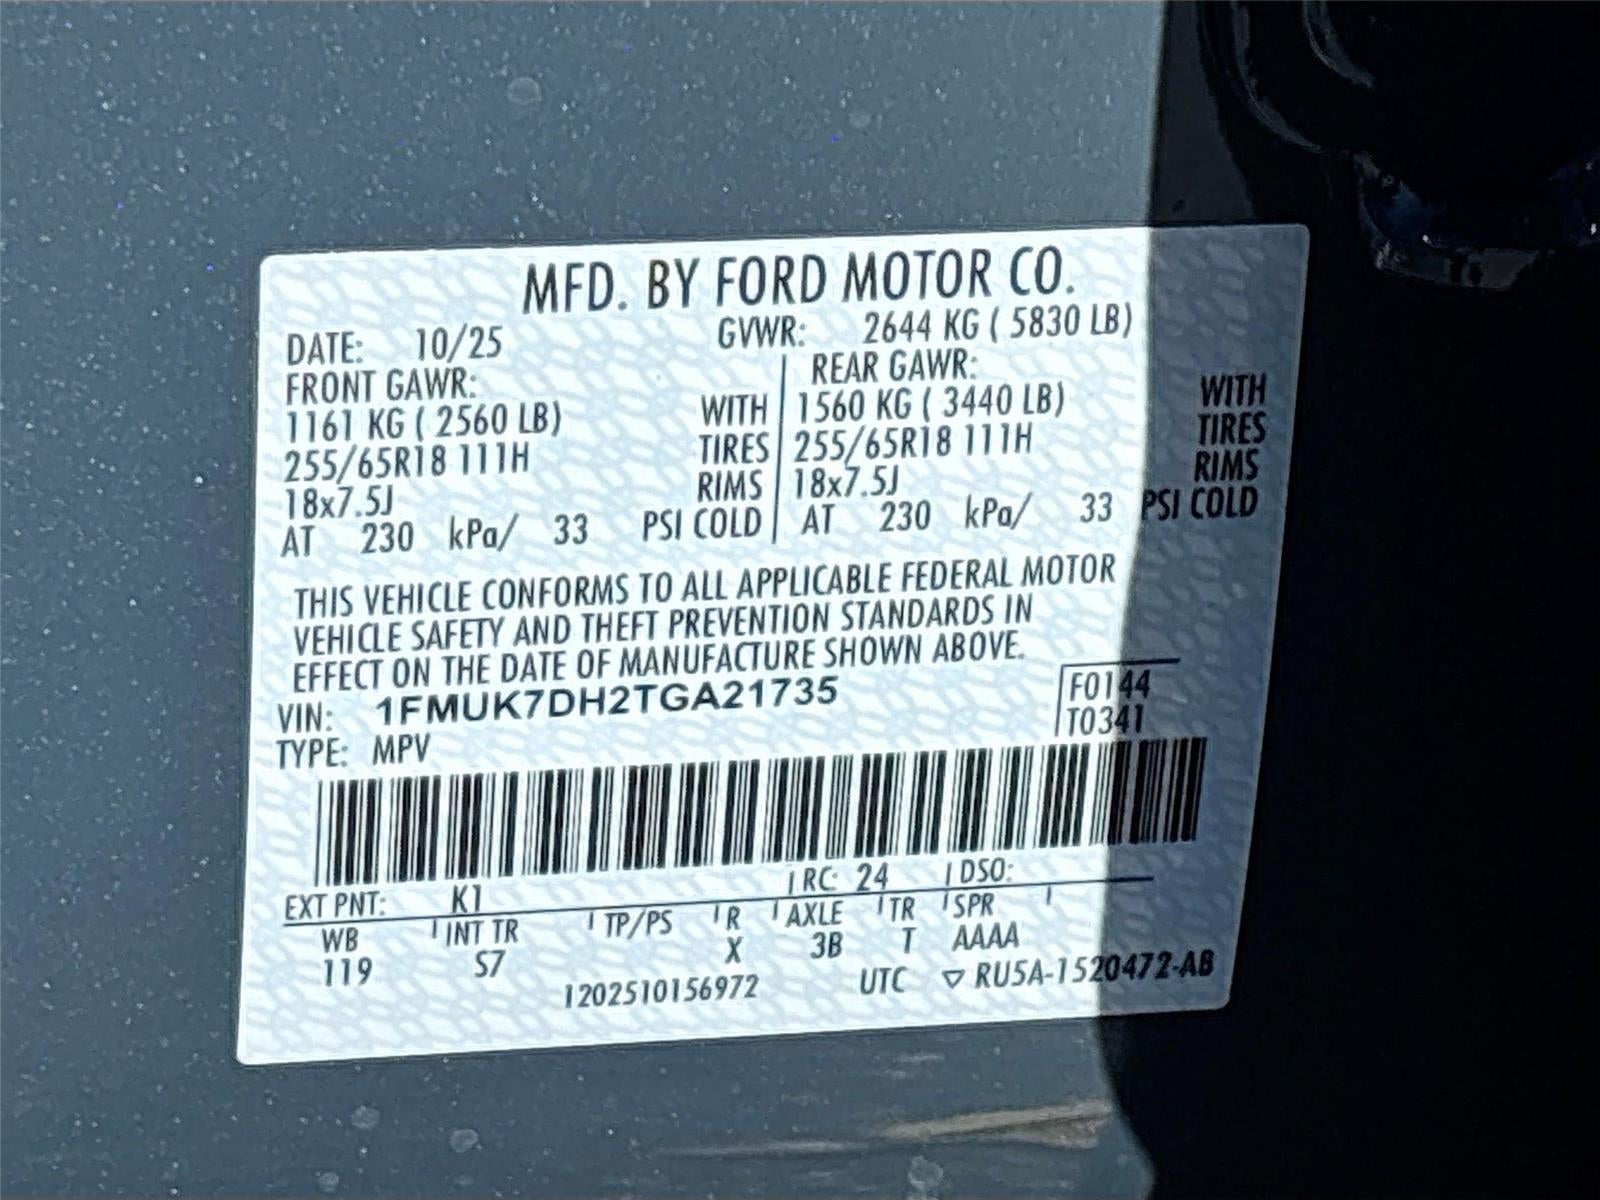 MFD. BY FORD MOTOR CO.
DATE: 10/25 GVWR: 2644 KG ( 5830 LB)
FRONT GAWR: REAR GAWR:
1161 KG ( 2560 LB) WITH 1560 KG ( 3440 LB) WITH
255/65R18 111H TIRES 255/65R18 111H TIRES
18x7.5J RIMS 18x7.5J RIMS
AT 230 kPa/ 33 PSI COLD AT 230 kPa/ 33 PSI COLD
THIS VEHICLE CONFORMS TO ALL APPLICABLE FEDERAL MOTOR
VEHICLE SAFETY AND THEFT PREVENTION STANDARDS IN
EFFECT ON THE DATE OF MANUFACTURE SHOWN ABOVE.
VIN: 1FMUK7DH2TGA21735 F0144
TYPE: MPV T0341
EXT PNT: K1 RC: 24 DSO:
WB INT TR TP/PS R AXLE TR SPR
119 S7 X 3B T AAAA
1202510156972 UTC ▽ RU5A-1520472-AB